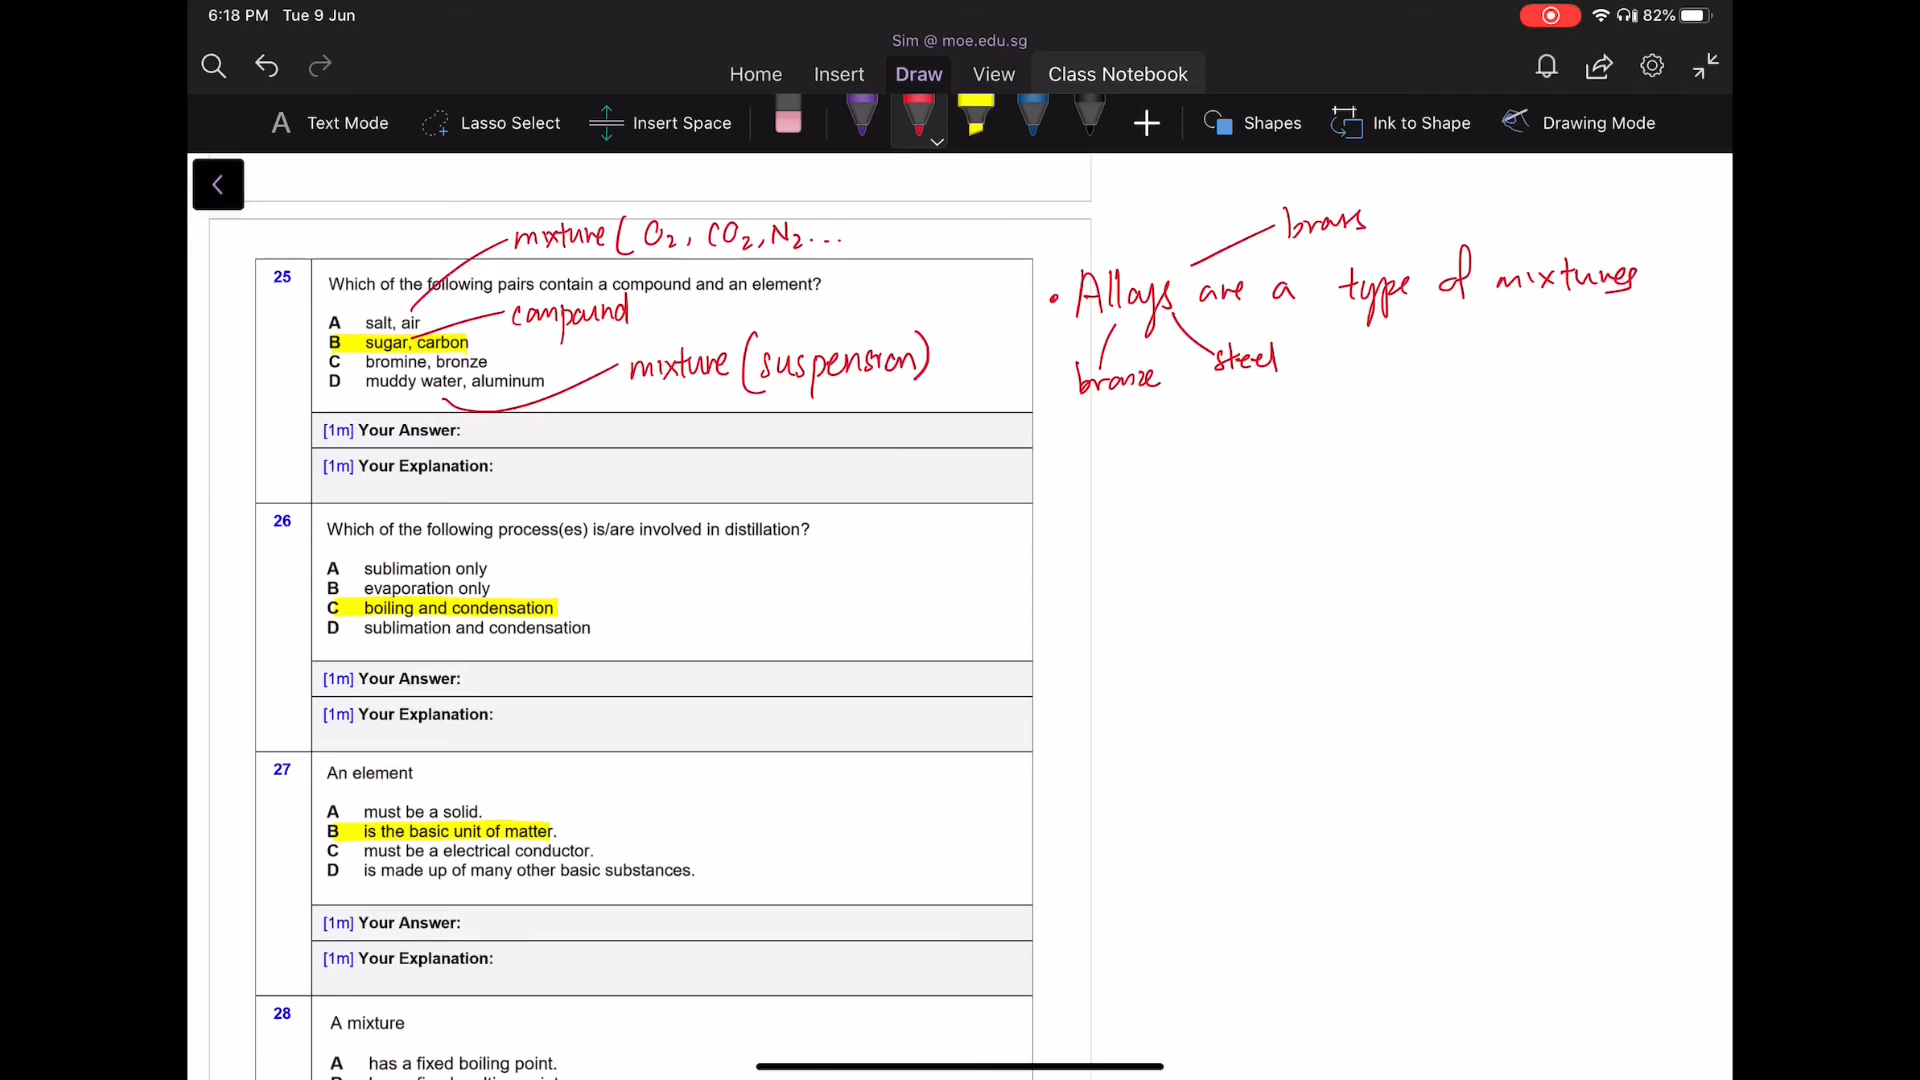 6:18 PM Tue 9 Jun
82%
Sim @ moe.edu.sg
Home Insert Draw View Class Notebook
Text Mode Lasso Select Insert Space Shapes Ink to Shape Drawing Mode
mixture ( O2, CO2, N2...
brass
25 Which of the following pairs contain a compound and an element?
• Alloys are a type of mixtures
A salt, air
compound
B sugar, carbon
C bromine, bronze
mixture (suspension)
steel
D muddy water, aluminum
bronze
[1m] Your Answer:
[1m] Your Explanation:
26 Which of the following process(es) is/are involved in distillation?
A sublimation only
B evaporation only
C boiling and condensation
D sublimation and condensation
[1m] Your Answer:
[1m] Your Explanation:
27 An element
A must be a solid.
B is the basic unit of matter.
C must be a electrical conductor.
D is made up of many other basic substances.
[1m] Your Answer:
[1m] Your Explanation:
28 A mixture
A has a fixed boiling point.